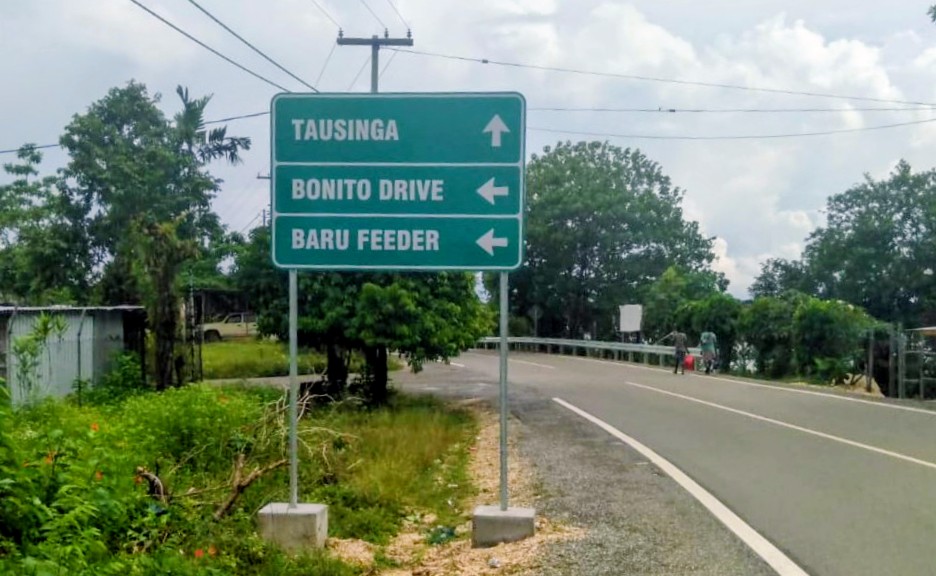 TAUSINGA
BONITO DRIVE
BARU FEEDER